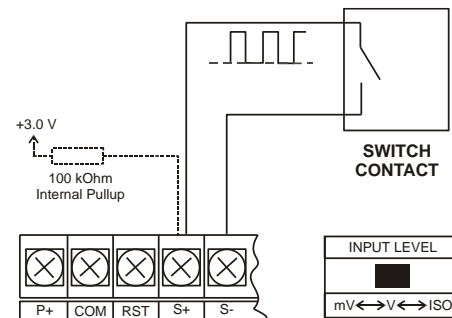 SWITCH
CONTACT
+3.0 V
100 kOhm
Internal Pullup
INPUT LEVEL
mV<->V<->ISO
P+ COM RST S+ S-